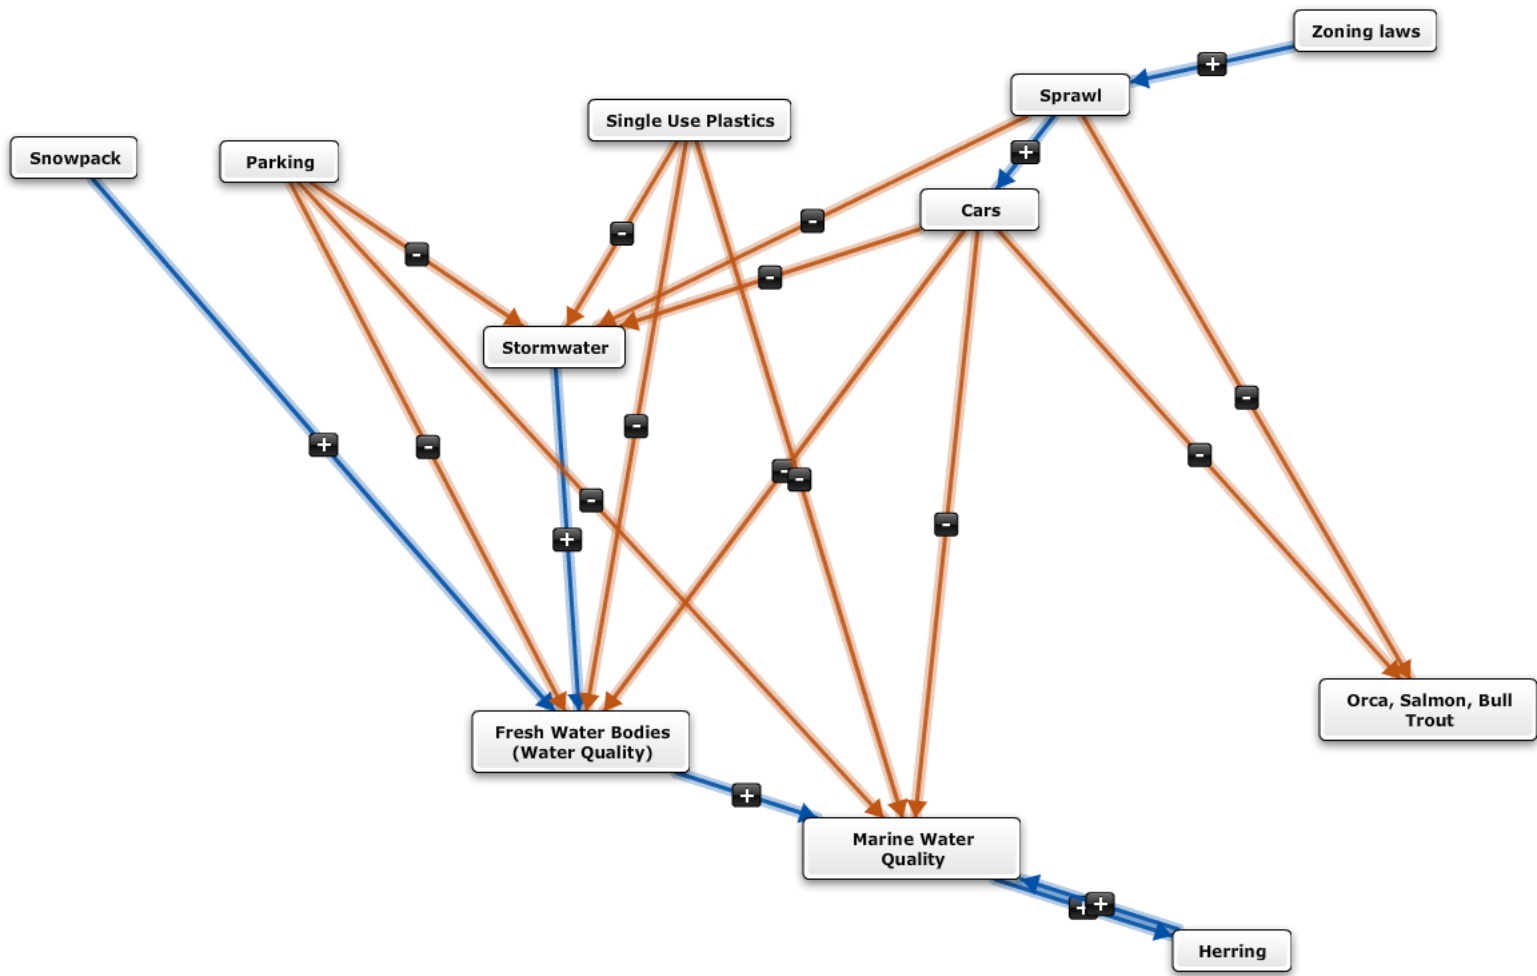 Zoning laws
+
Sprawl
Single Use Plastics
Snowpack
Parking
+
Cars
-
-
-
-
Stormwater
-
+
-
-
-
-
-
-
-
-
+
Orca, Salmon, Bull
Trout
Fresh Water Bodies
(Water Quality)
+
Marine Water
Quality
+
+
Herring